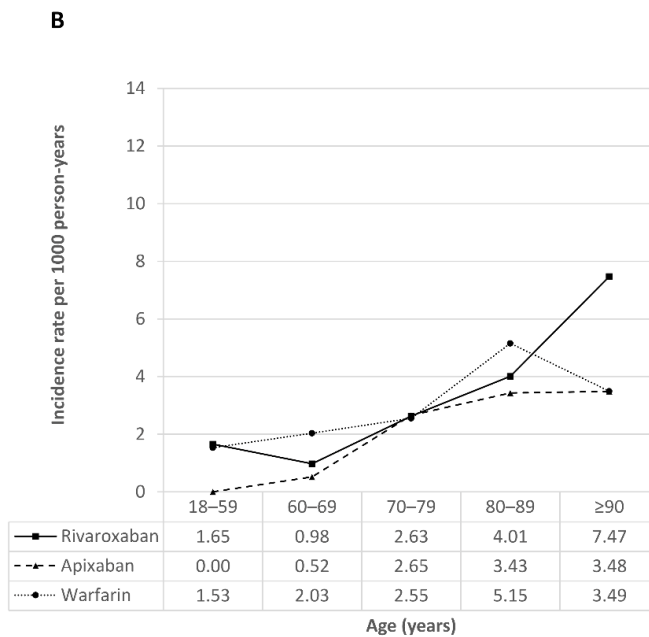 B
Incidence rate per 1000 person-years
14
12
10
8
6
4
2
0
18–59 60–69 70–79 80–89 ≥90
Rivaroxaban 1.65 0.98 2.63 4.01 7.47
Apixaban 0.00 0.52 2.65 3.43 3.48
Warfarin 1.53 2.03 2.55 5.15 3.49
Age (years)